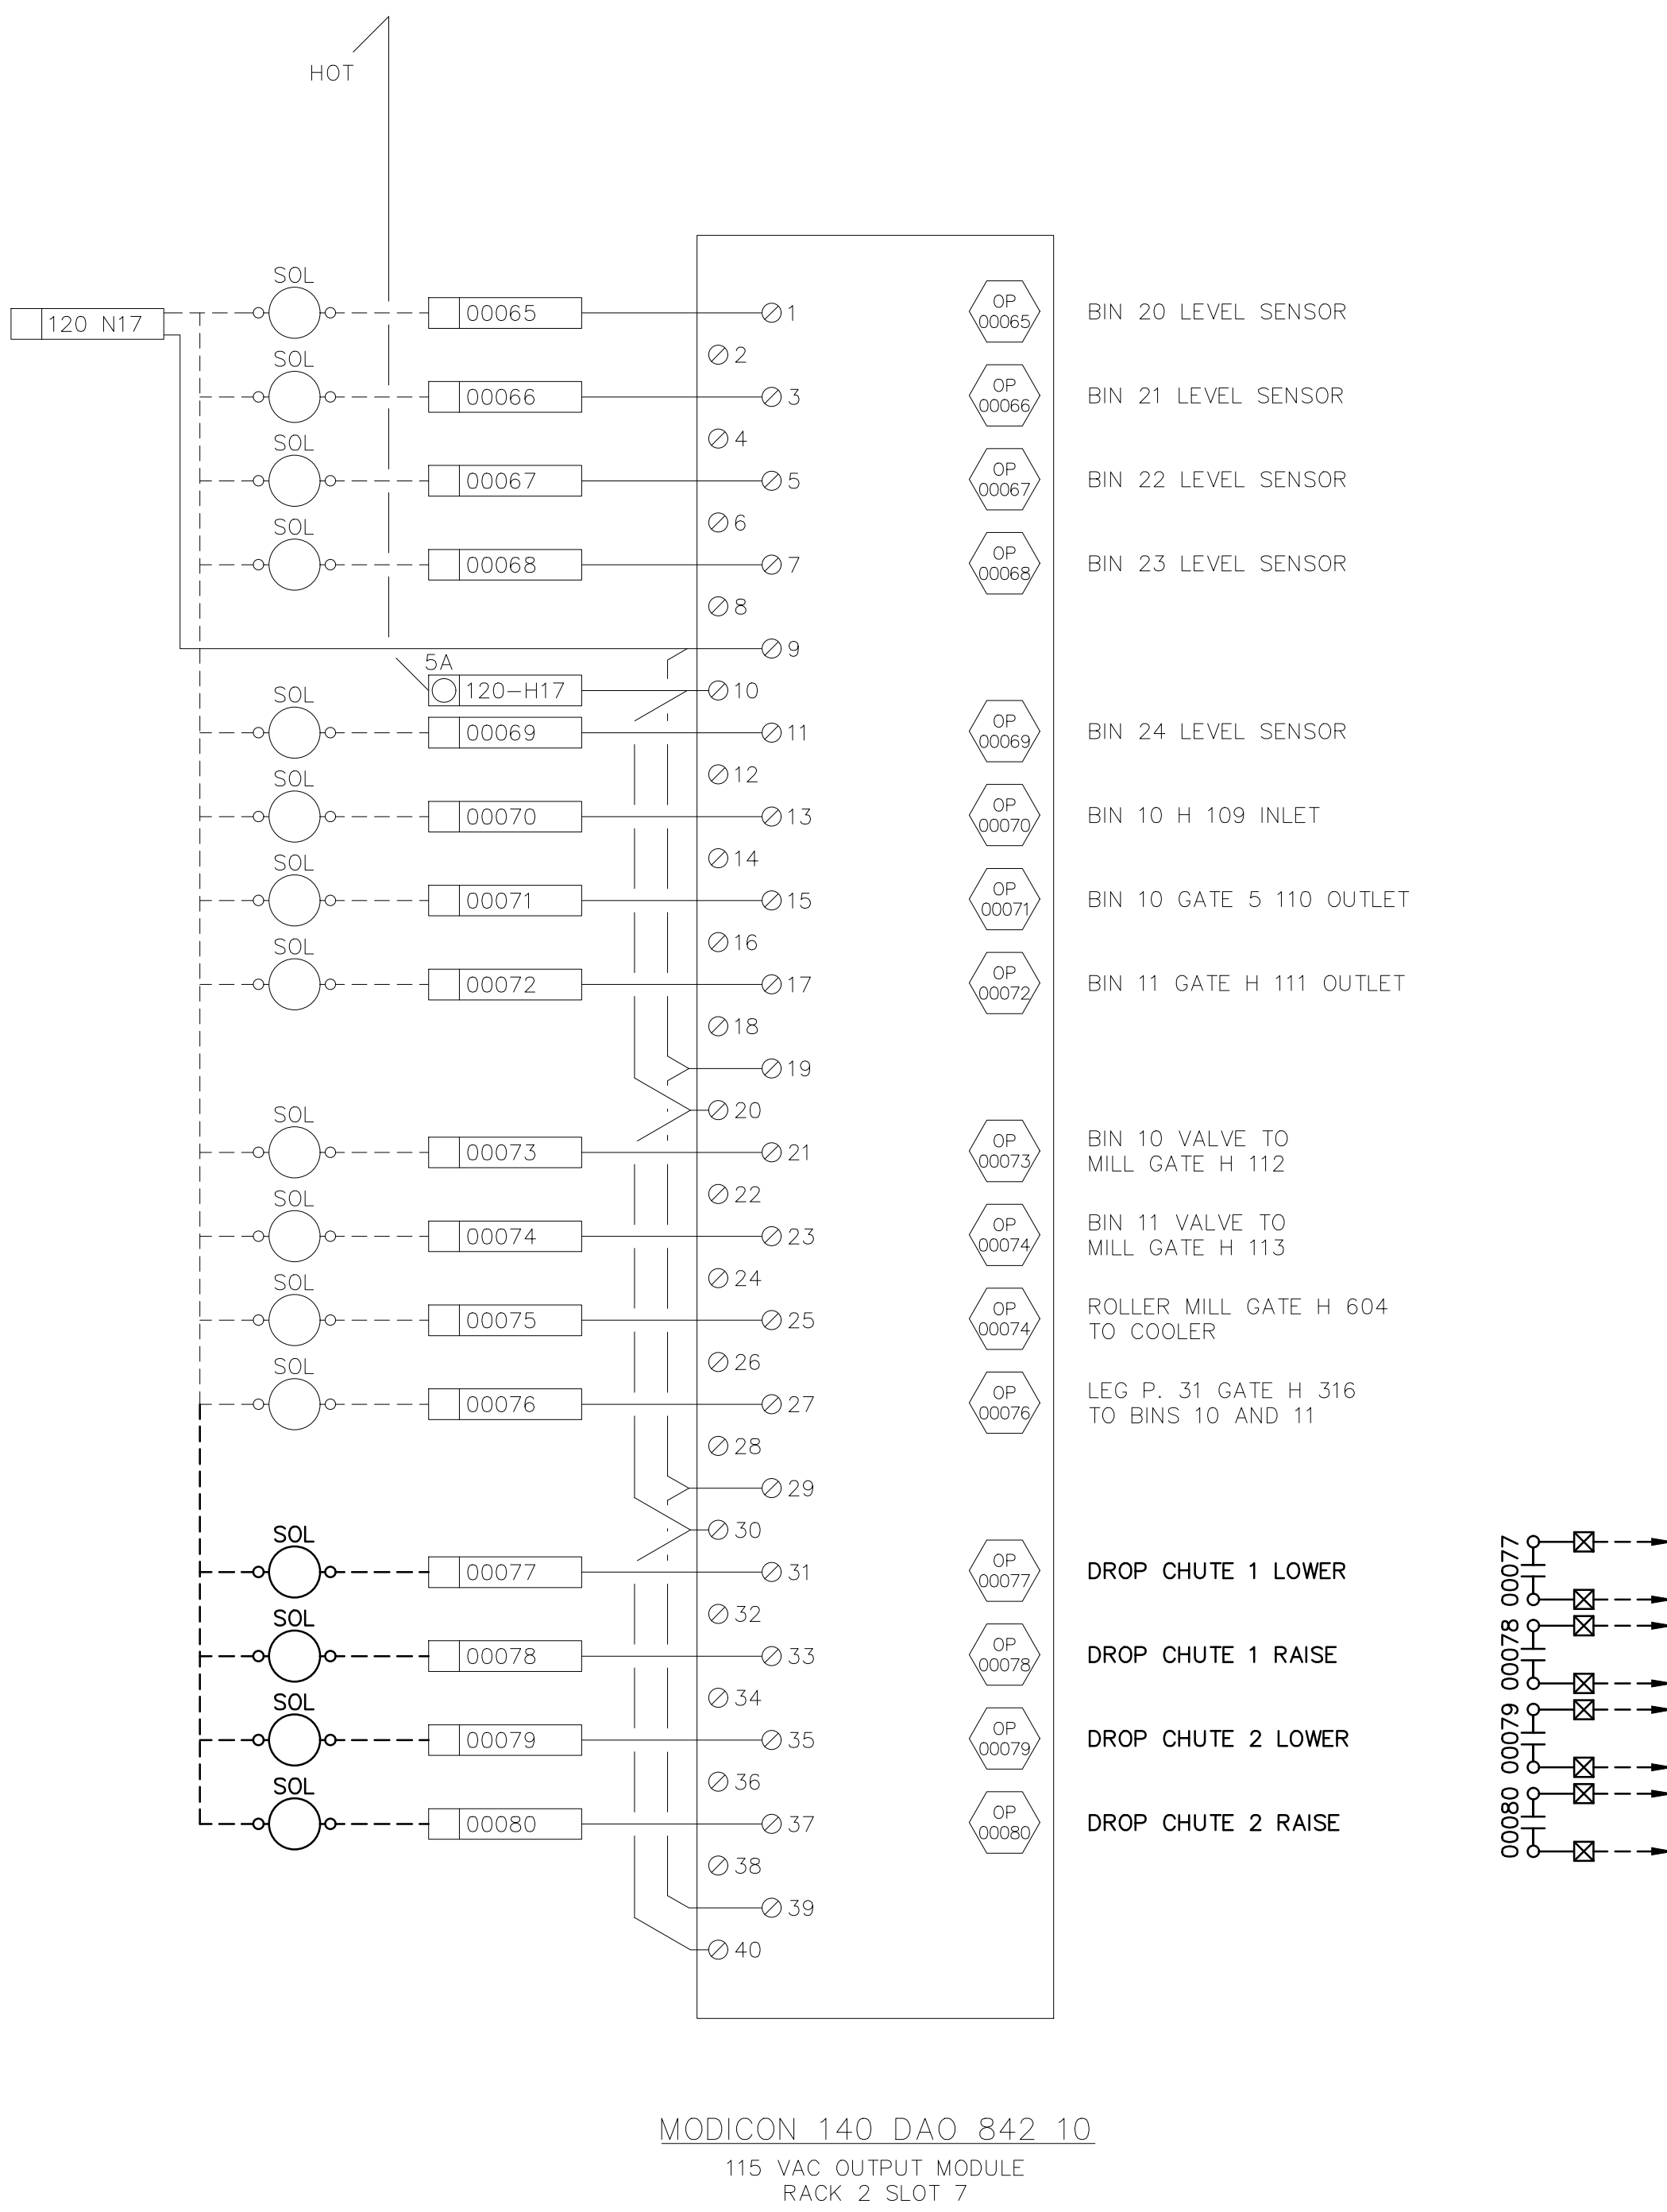 HOT
120 N17
SOL
00065
1
OP
00065
BIN 20 LEVEL SENSOR
2
SOL
00066
3
OP
00066
BIN 21 LEVEL SENSOR
4
SOL
00067
5
OP
00067
BIN 22 LEVEL SENSOR
6
SOL
00068
7
OP
00068
BIN 23 LEVEL SENSOR
8
9
5A
120-H17
10
SOL
00069
11
OP
00069
BIN 24 LEVEL SENSOR
12
SOL
00070
13
OP
00070
BIN 10 H 109 INLET
14
SOL
00071
15
OP
00071
BIN 10 GATE 5 110 OUTLET
16
SOL
00072
17
OP
00072
BIN 11 GATE H 111 OUTLET
18
19
20
SOL
00073
21
OP
00073
BIN 10 VALVE TO
MILL GATE H 112
22
SOL
00074
23
OP
00074
BIN 11 VALVE TO
MILL GATE H 113
24
SOL
00075
25
OP
00074
ROLLER MILL GATE H 604
TO COOLER
26
SOL
00076
27
OP
00076
LEG P. 31 GATE H 316
TO BINS 10 AND 11
28
29
30
SOL
00077
31
OP
00077
DROP CHUTE 1 LOWER
00077
32
SOL
00078
33
OP
00078
DROP CHUTE 1 RAISE
00078
34
SOL
00079
35
OP
00079
DROP CHUTE 2 LOWER
00079
36
SOL
00080
37
OP
00080
DROP CHUTE 2 RAISE
00080
38
39
40
MODICON 140 DAO 842 10
115 VAC OUTPUT MODULE
RACK 2 SLOT 7